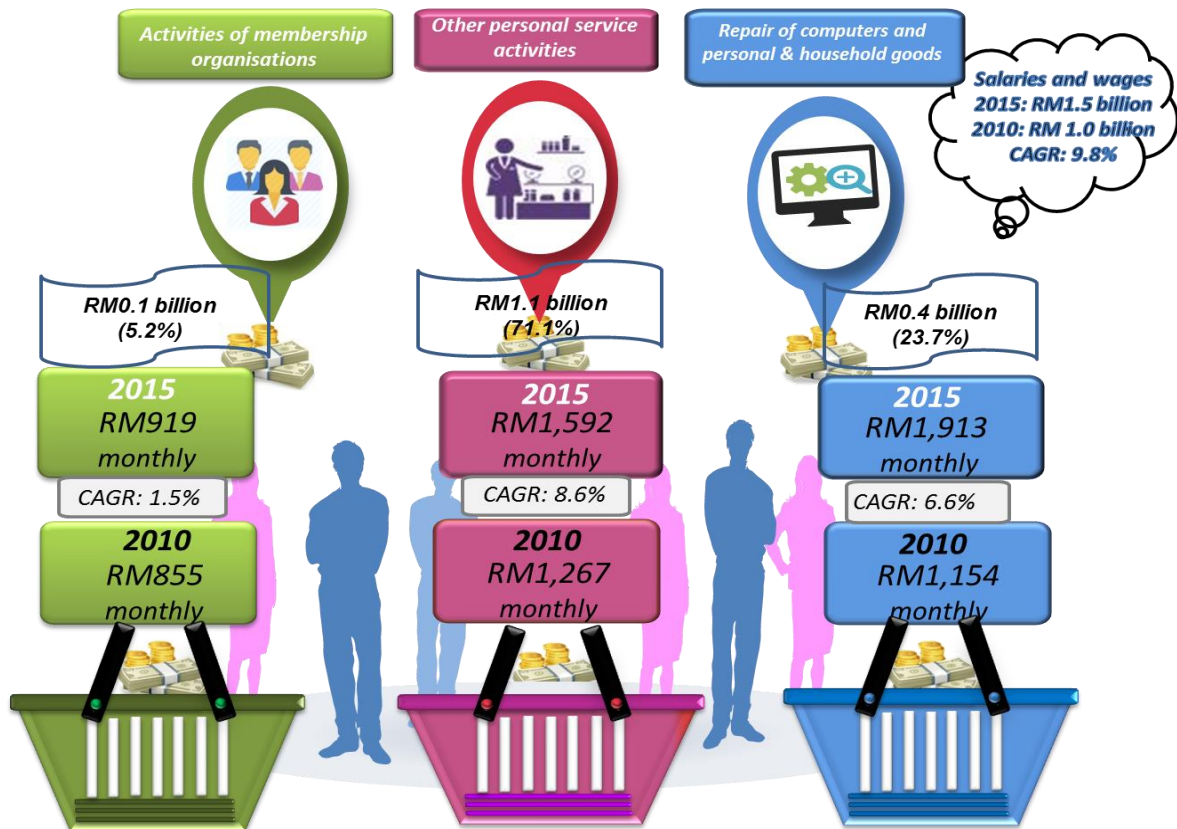 Activities of membership
organisations
Other personal service
activities
Repair of computers and
personal & household goods
Salaries and wages
2015: RM1.5 billion
2010: RM 1.0 billion
CAGR: 9.8%
RM0.1 billion
(5.2%)
RM1.1 billion
(71.1%)
RM0.4 billion
(23.7%)
2015
RM919
monthly
CAGR: 1.5%
2010
RM855
monthly
2015
RM1,592
monthly
CAGR: 8.6%
2010
RM1,267
monthly
2015
RM1,913
monthly
CAGR: 6.6%
2010
RM1,154
monthly